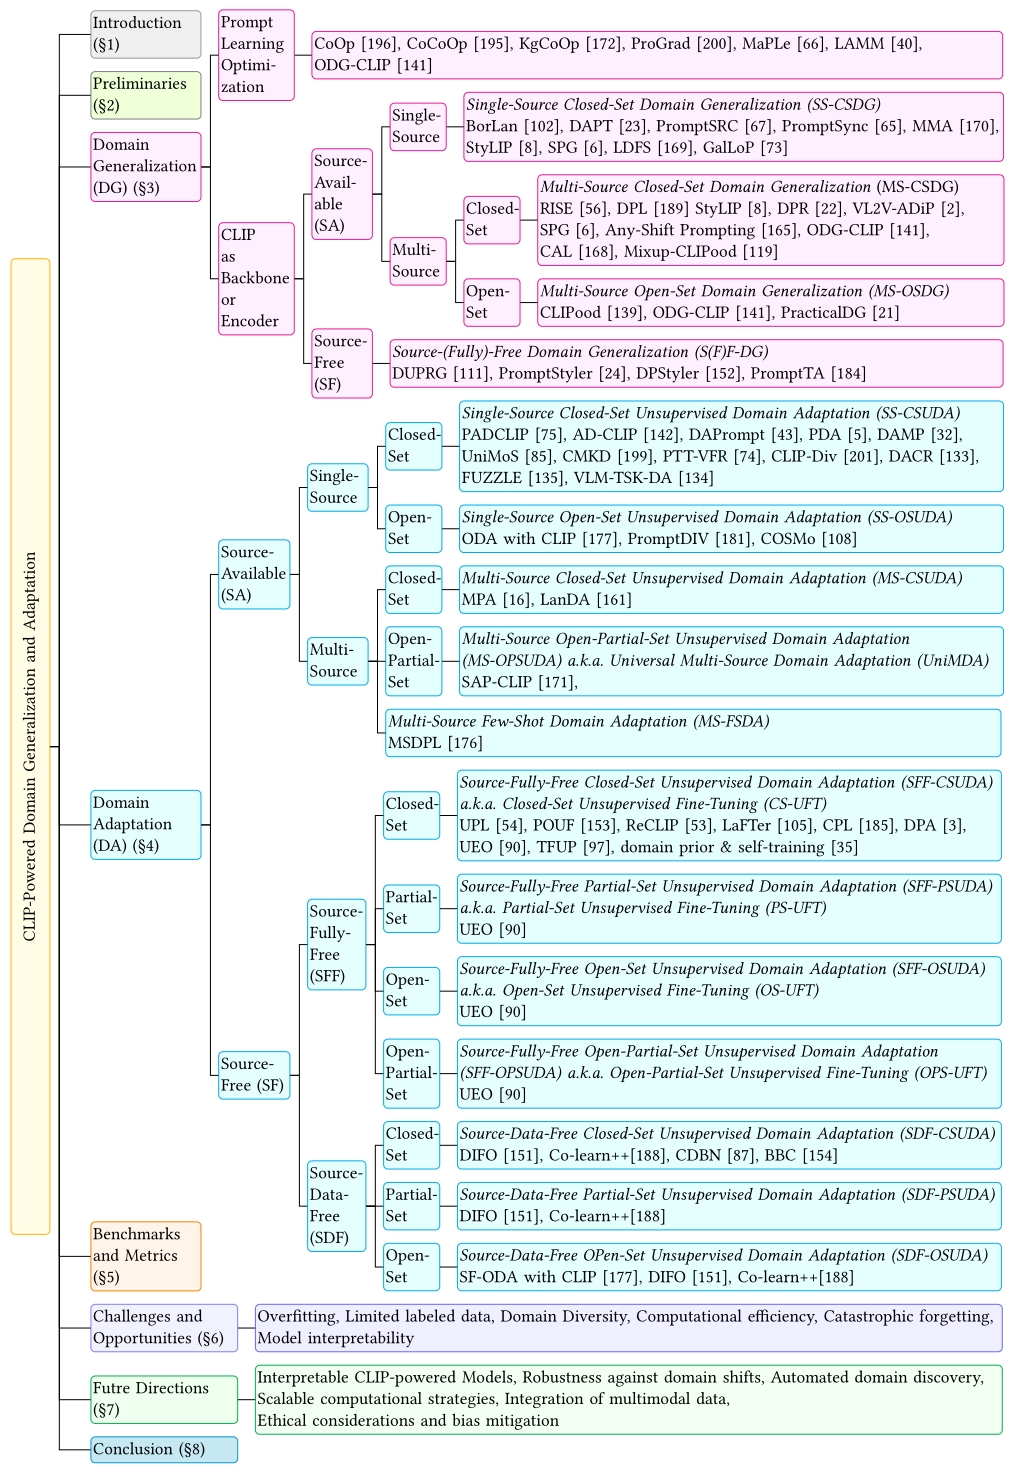 CLIP-Powered Domain Generalization and Adaptation
Introduction
(§1)
Preliminaries
(§2)
Domain
Generalization
(DG) (§3)
Prompt
Learning
Optimi-
zation
CoOp [196], CoCoOp [195], KgCoOp [172], ProGrad [200], MaPLe [66], LAMM [40],
ODG-CLIP [141]
CLIP
as
Backbone
or
Encoder
Source-
Avail-
able
(SA)
Single-
Source
Single-Source Closed-Set Domain Generalization (SS-CSDG)
BorLan [102], DAPT [23], PromptSRC [67], PromptSync [65], MMA [170],
StyLIP [8], SPG [6], LDFS [169], GalLoP [73]
Multi-
Source
Closed-
Set
Multi-Source Closed-Set Domain Generalization (MS-CSDG)
RISE [56], DPL [189] StyLIP [8], DPR [22], VL2V-ADiP [2],
SPG [6], Any-Shift Prompting [165], ODG-CLIP [141],
CAL [168], Mixup-CLIPood [119]
Open-
Set
Multi-Source Open-Set Domain Generalization (MS-OSDG)
CLIPood [139], ODG-CLIP [141], PracticalDG [21]
Source-
Free
(SF)
Source-(Fully)-Free Domain Generalization (S(F)F-DG)
DUPRG [111], PromptStyler [24], DPStyler [152], PromptTA [184]
Domain
Adaptation
(DA) (§4)
Source-
Available
(SA)
Single-
Source
Closed-
Set
Single-Source Closed-Set Unsupervised Domain Adaptation (SS-CSUDA)
PADCLIP [75], AD-CLIP [142], DAPrompt [43], PDA [5], DAMP [32],
UniMoS [85], CMKD [199], PTT-VFR [74], CLIP-Div [201], DACR [133],
FUZZLE [135], VLM-TSK-DA [134]
Open-
Set
Single-Source Open-Set Unsupervised Domain Adaptation (SS-OSUDA)
ODA with CLIP [177], PromptDIV [181], COSMo [108]
Multi-
Source
Closed-
Set
Multi-Source Closed-Set Unsupervised Domain Adaptation (MS-CSUDA)
MPA [16], LanDA [161]
Open-
Partial-
Set
Multi-Source Open-Partial-Set Unsupervised Domain Adaptation
(MS-OPSUDA) a.k.a. Universal Multi-Source Domain Adaptation (UniMDA)
SAP-CLIP [171],
Multi-Source Few-Shot Domain Adaptation (MS-FSDA)
MSDPL [176]
Source-
Free (SF)
Source-
Fully-
Free
(SFF)
Closed-
Set
Source-Fully-Free Closed-Set Unsupervised Domain Adaptation (SFF-CSUDA)
a.k.a. Closed-Set Unsupervised Fine-Tuning (CS-UFT)
UPL [54], POUF [153], ReCLIP [53], LaFTer [105], CPL [185], DPA [3],
UEO [90], TFUP [97], domain prior & self-training [35]
Partial-
Set
Source-Fully-Free Partial-Set Unsupervised Domain Adaptation (SFF-PSUDA)
a.k.a. Partial-Set Unsupervised Fine-Tuning (PS-UFT)
UEO [90]
Open-
Set
Source-Fully-Free Open-Set Unsupervised Domain Adaptation (SFF-OSUDA)
a.k.a. Open-Set Unsupervised Fine-Tuning (OS-UFT)
UEO [90]
Open-
Partial-
Set
Source-Fully-Free Open-Partial-Set Unsupervised Domain Adaptation
(SFF-OPSUDA) a.k.a. Open-Partial-Set Unsupervised Fine-Tuning (OPS-UFT)
UEO [90]
Source-
Data-
Free
(SDF)
Closed-
Set
Source-Data-Free Closed-Set Unsupervised Domain Adaptation (SDF-CSUDA)
DIFO [151], Co-learn++[188], CDBN [87], BBC [154]
Partial-
Set
Source-Data-Free Partial-Set Unsupervised Domain Adaptation (SDF-PSUDA)
DIFO [151], Co-learn++[188]
Open-
Set
Source-Data-Free OPen-Set Unsupervised Domain Adaptation (SDF-OSUDA)
SF-ODA with CLIP [177], DIFO [151], Co-learn++[188]
Benchmarks
and Metrics
(§5)
Challenges and
Opportunities (§6)
Overfitting, Limited labeled data, Domain Diversity, Computational efficiency, Catastrophic forgetting,
Model interpretability
Futre Directions
(§7)
Interpretable CLIP-powered Models, Robustness against domain shifts, Automated domain discovery,
Scalable computational strategies, Integration of multimodal data,
Ethical considerations and bias mitigation
Conclusion (§8)